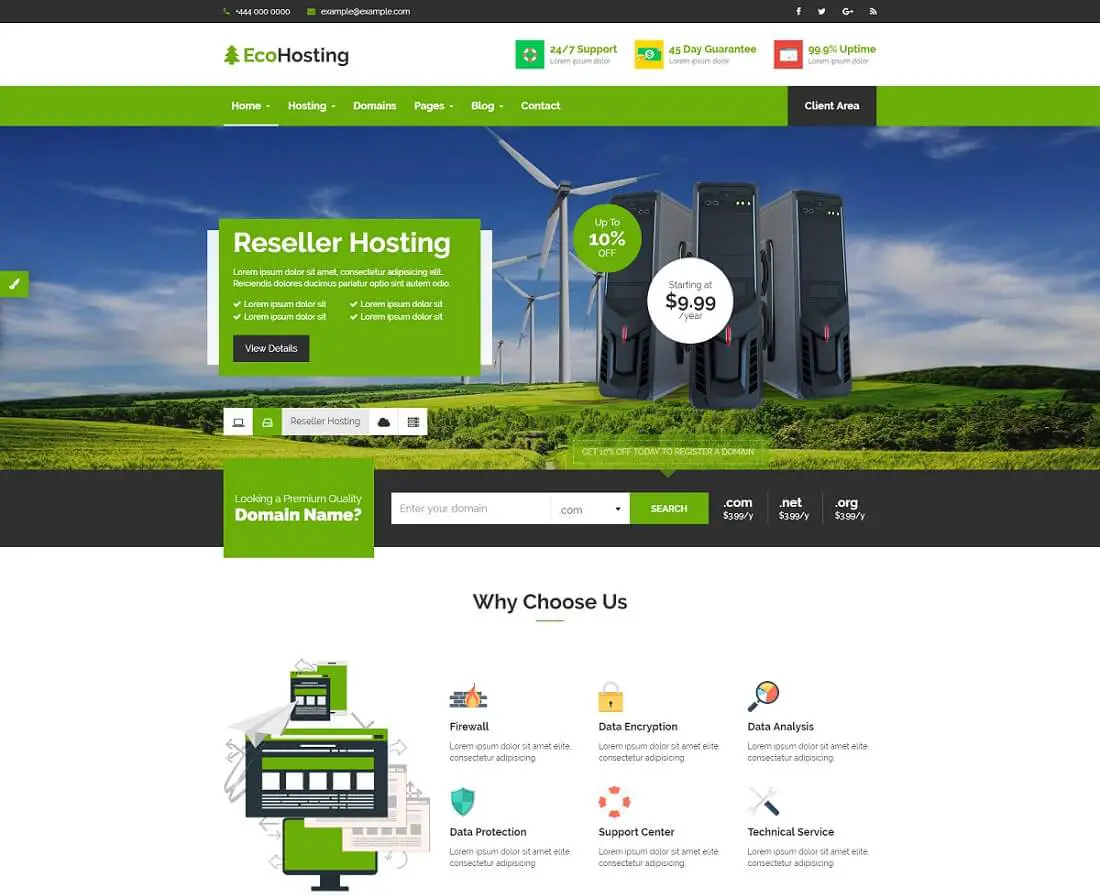 +444 000 0000 example@example.com
EcoHosting
24/7 Support
Lorem ipsum dolor
45 Day Guarantee
Lorem ipsum dolor
99.9% Uptime
Lorem ipsum dolor
Home Hosting Domains Pages Blog Contact Client Area
Reseller Hosting
Lorem ipsum dolor sit amet, consectetur adipisicing elit.
Reiciendis dolores ducimus pariatur optio sint autem odio.
Lorem ipsum dolor sit Lorem ipsum dolor sit
Lorem ipsum dolor sit Lorem ipsum dolor sit
View Details
Up To
10%
OFF
Starting at
$9.99
/year
Reseller Hosting
GET 10% OFF TODAY TO REGISTER A DOMAIN
Looking a Premium Quality
Domain Name?
Enter your domain .com SEARCH
.com
$3.99/y
.net
$3.99/y
.org
$3.99/y
Why Choose Us
Firewall
Lorem ipsum dolor sit amet elite,
consectetur adipisicing.
Data Encryption
Lorem ipsum dolor sit amet elite,
consectetur adipisicing.
Data Analysis
Lorem ipsum dolor sit amet elite,
consectetur adipisicing.
Data Protection
Lorem ipsum dolor sit amet elite,
consectetur adipisicing.
Support Center
Lorem ipsum dolor sit amet elite,
consectetur adipisicing.
Technical Service
Lorem ipsum dolor sit amet elite,
consectetur adipisicing.